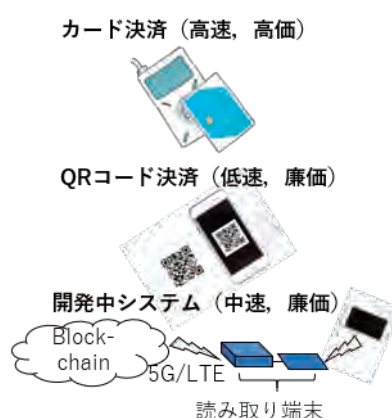 カード決済（高速，高価）
QRコード決済（低速，廉価）
開発中システム（中速，廉価）
Block-
chain
5G/LTE
読み取り端末